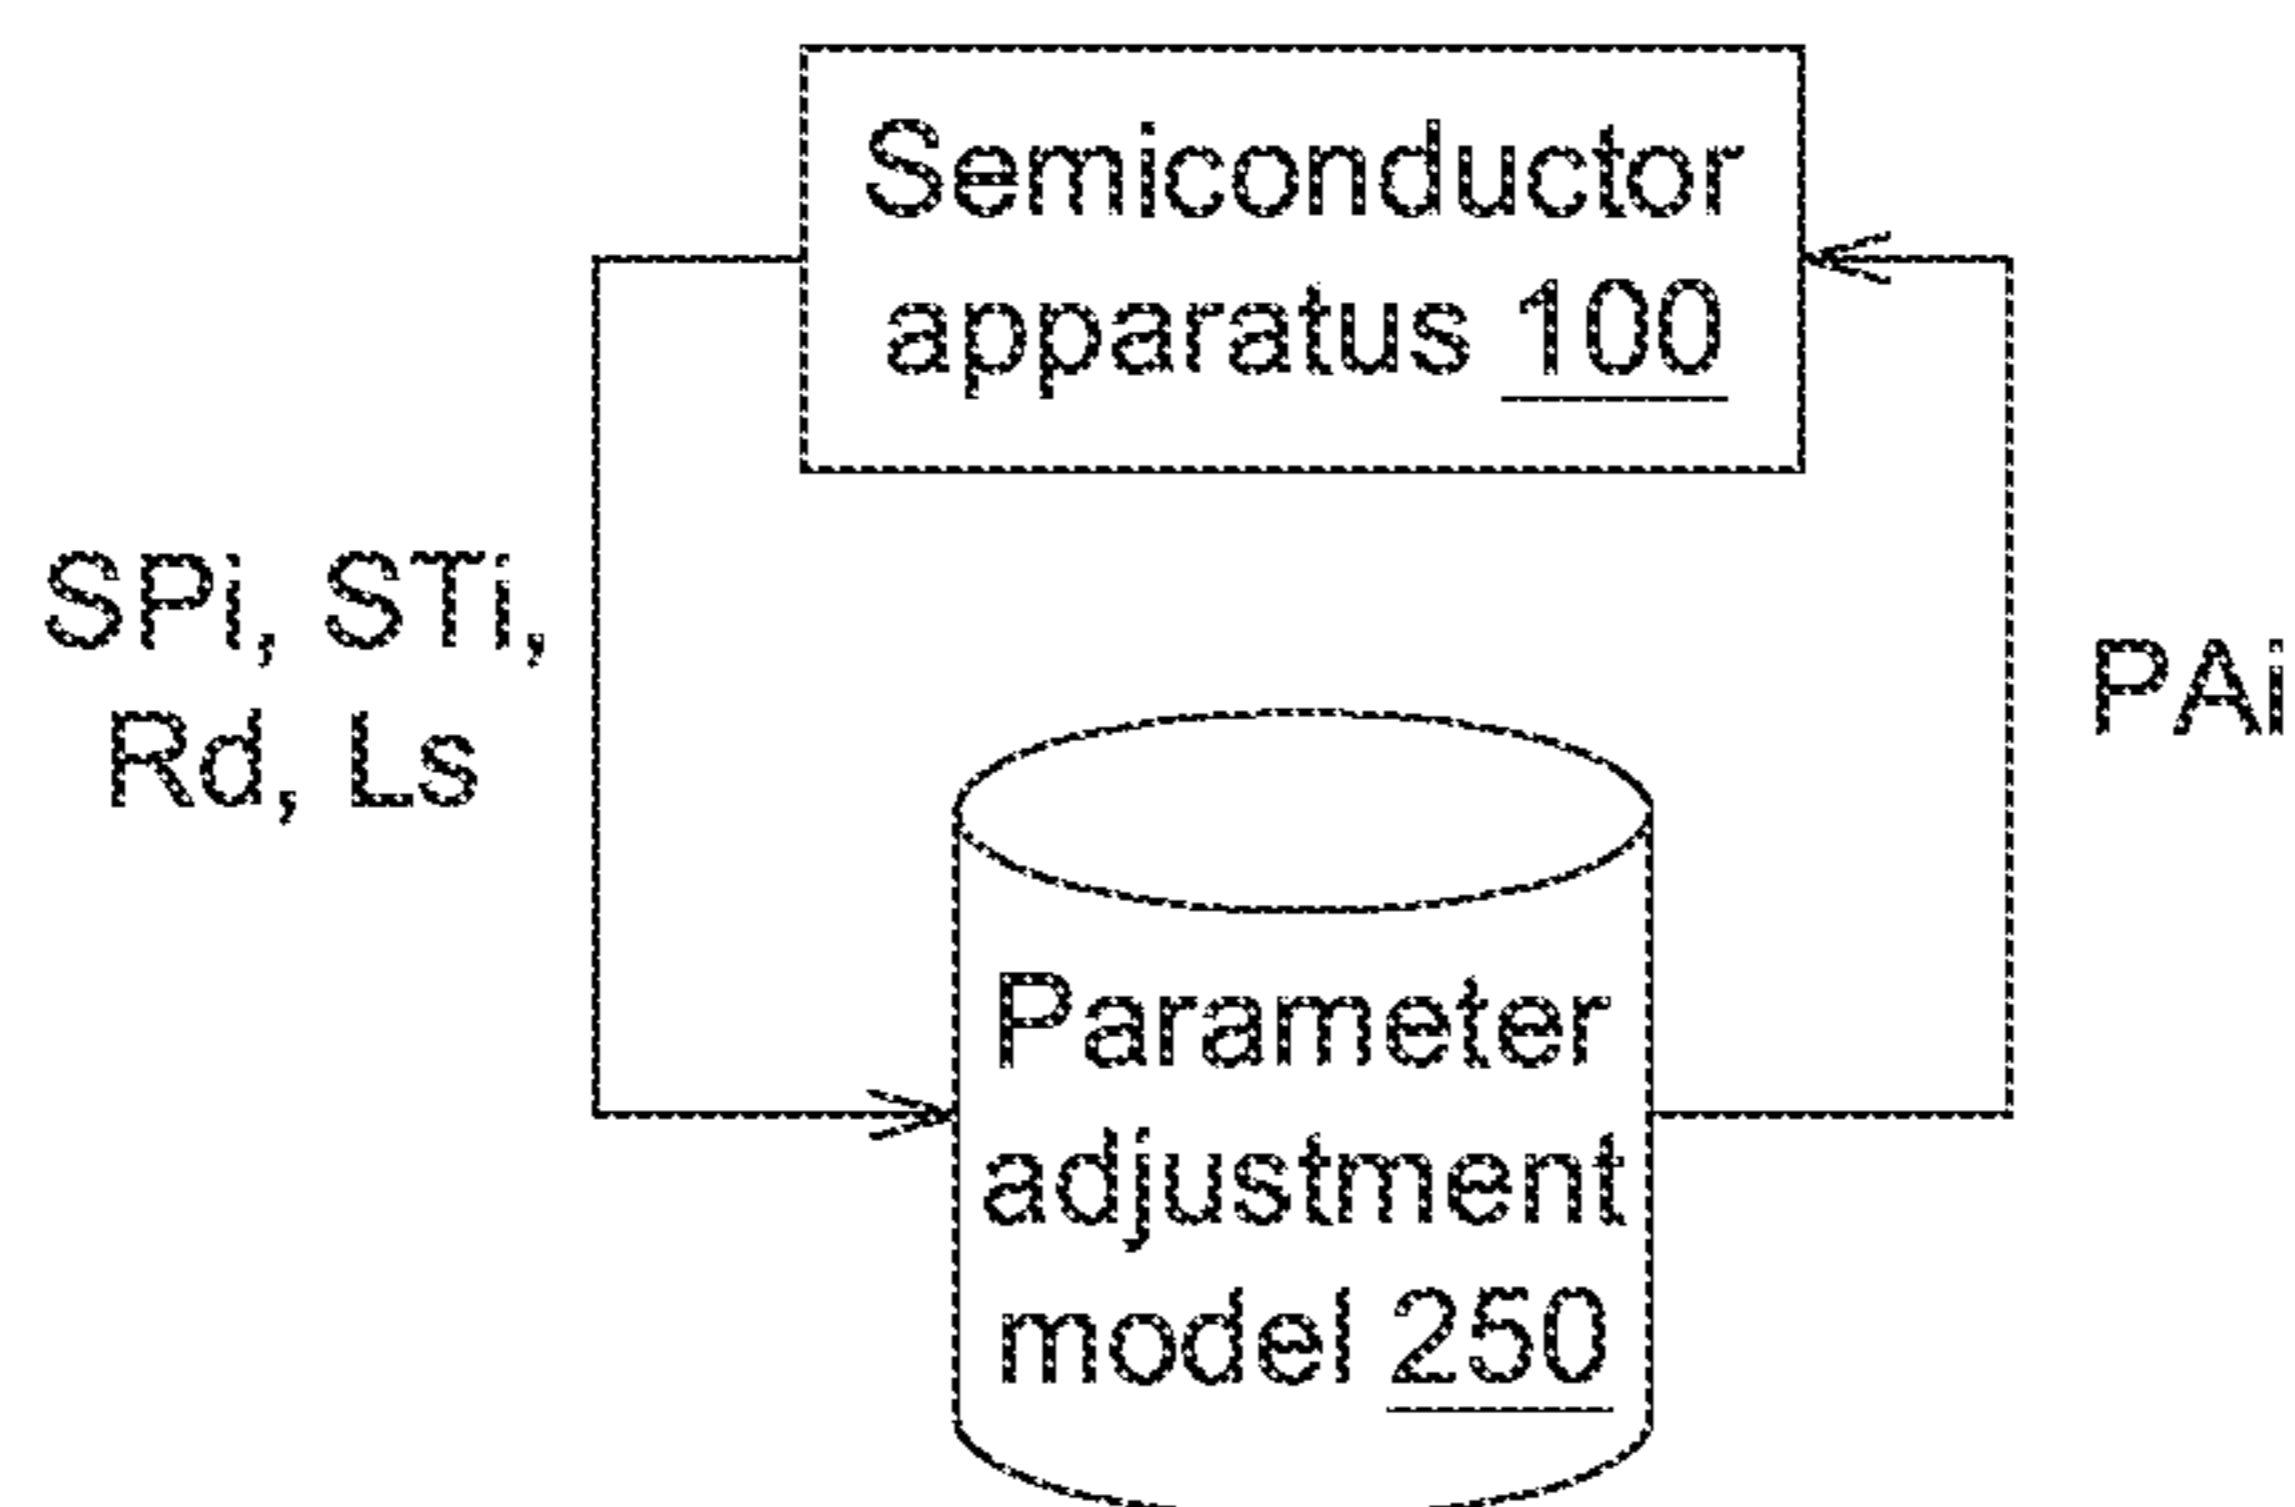 Semiconductor
apparatus 100
SPi, STi,
Rd, Ls
PAi
Parameter
adjustment
model 250